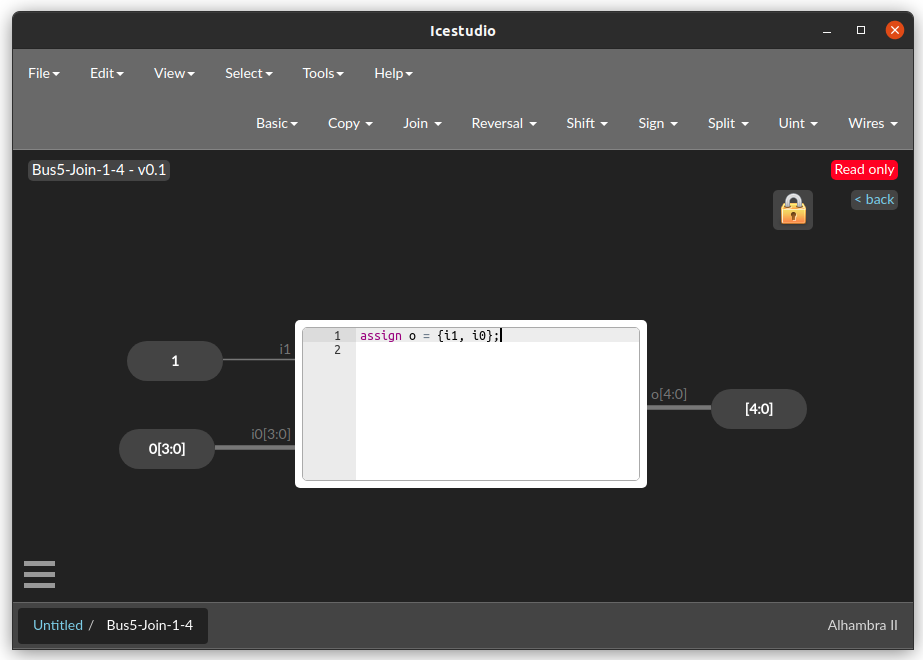 Icestudio
File Edit View Select Tools Help
Basic Copy Join Reversal Shift Sign Split Uint Wires
Bus5-Join-1-4 - v0.1
Read only
< back
1 assign o = {i1, i0};
2
i1
1
o[4:0]
[4:0]
i0[3:0]
0[3:0]
Untitled / Bus5-Join-1-4
Alhambra II